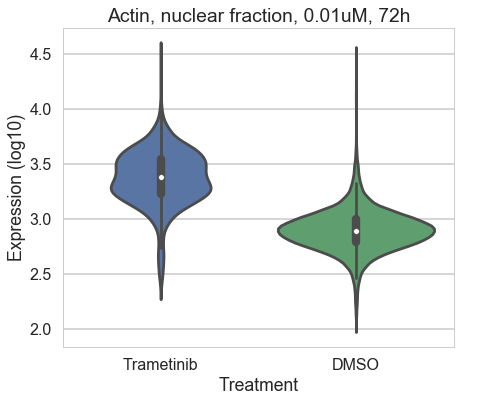 Actin, nuclear fraction, 0.01uM, 72h
Expression (log10)
4.5
4.0
3.5
3.0
2.5
2.0
Trametinib DMSO
Treatment